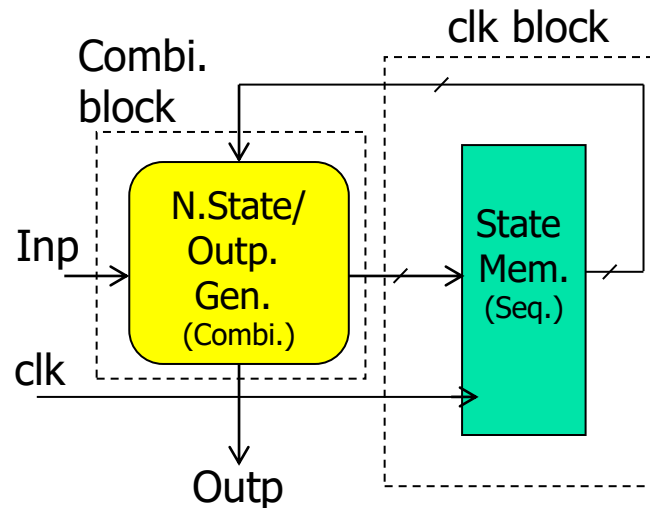 clk block
Combi.
block
N.State/
Outp.
Gen.
(Combi.)
Inp
State
Mem.
(Seq.)
clk
Outp